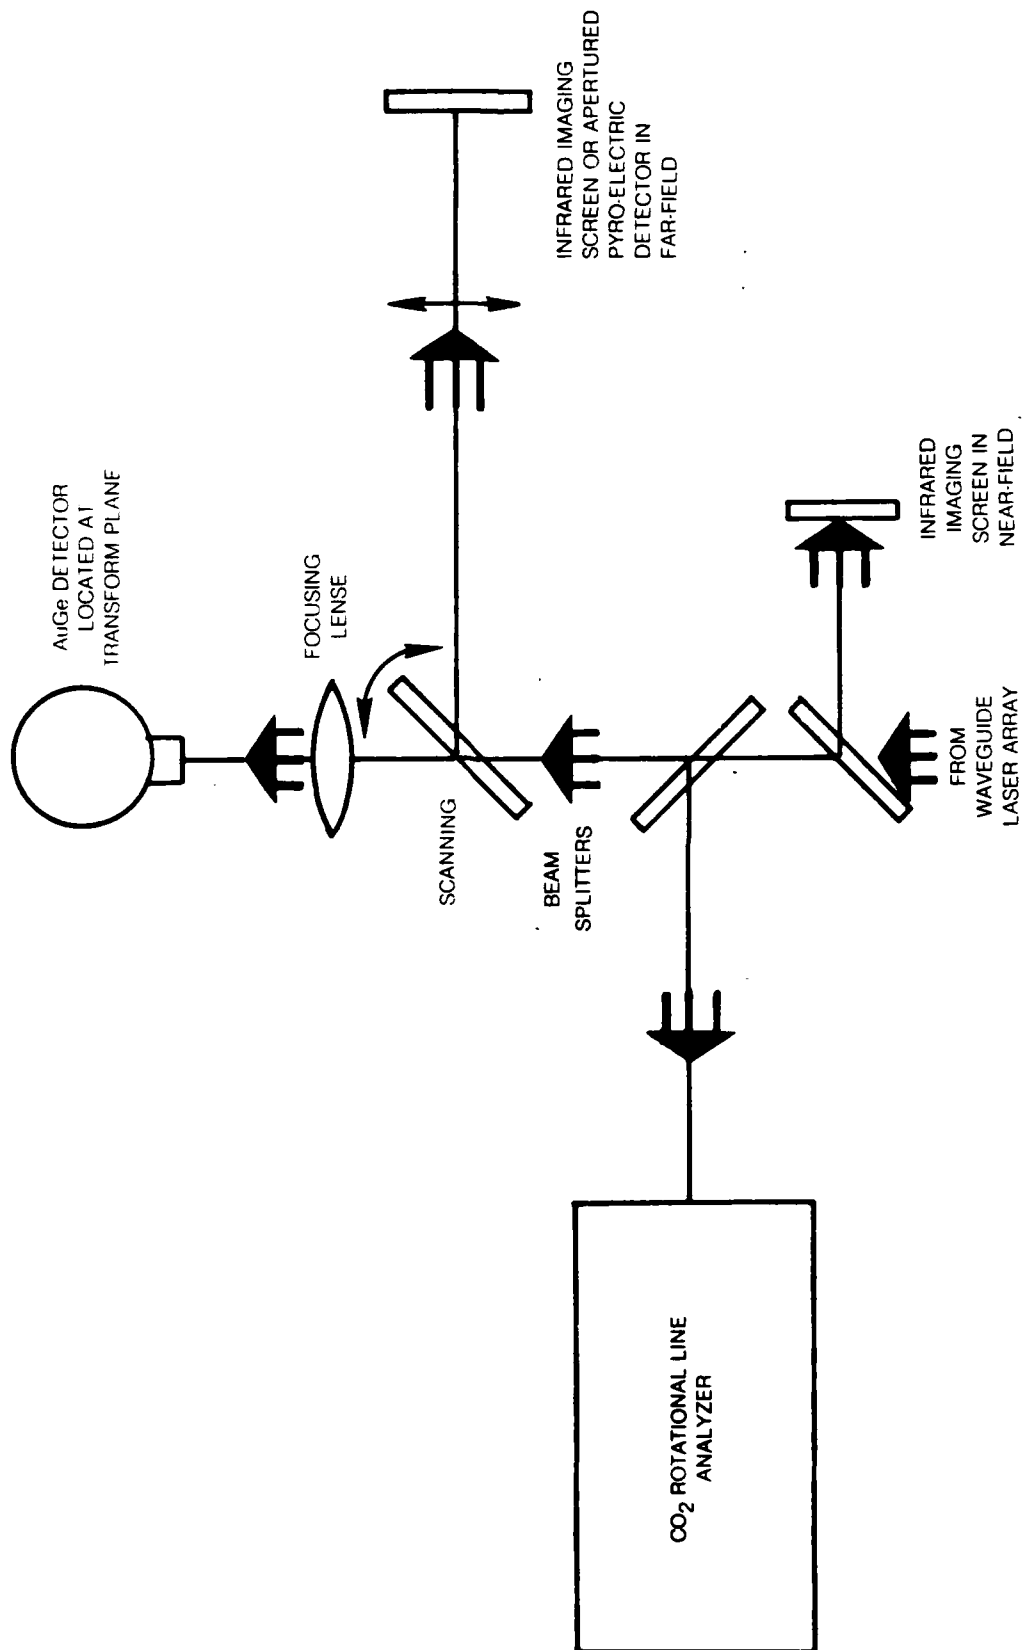 AuGe DETECTOR
LOCATED AT
TRANSFORM PLANE
FOCUSING
LENSE
SCANNING
BEAM
SPLITTERS
INFRARED IMAGING
SCREEN OR APERTURED
PYRO-ELECTRIC
DETECTOR IN
FAR-FIELD
INFRARED
IMAGING
SCREEN IN
NEAR-FIELD
FROM
WAVEGUIDE
LASER ARRAY
CO2 ROTATIONAL LINE
ANALYZER